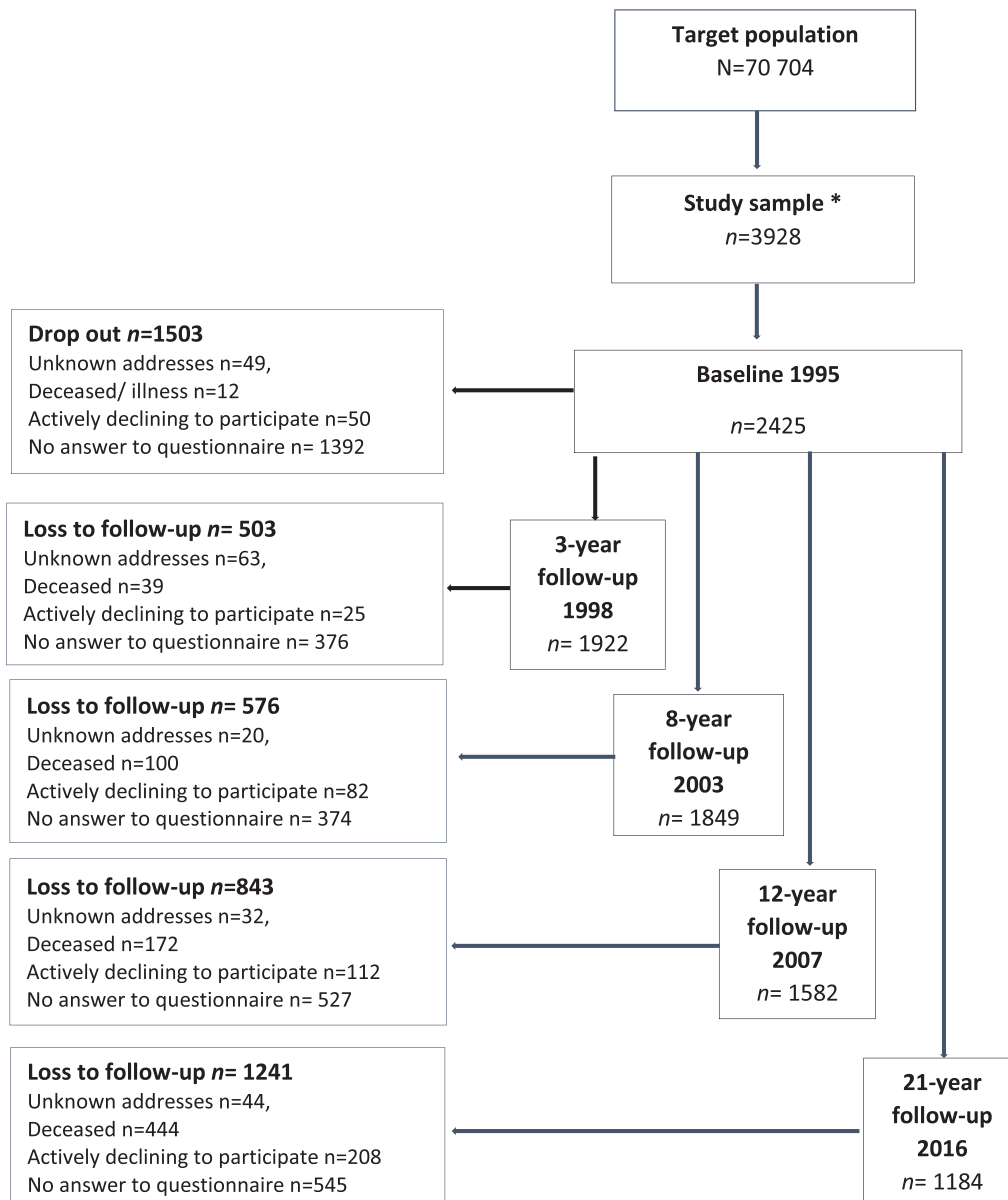 Target population
N=70 704
Study sample *
n=3928
Drop out n=1503
Unknown addresses n=49,
Deceased/ illness n=12
Actively declining to participate n=50
No answer to questionnaire n= 1392
Baseline 1995
n=2425
Loss to follow-up n= 503
Unknown addresses n=63,
Deceased n=39
Actively declining to participate n=25
No answer to questionnaire n= 376
3-year
follow-up
1998
n= 1922
Loss to follow-up n= 576
Unknown addresses n=20,
Deceased n=100
Actively declining to participate n=82
No answer to questionnaire n= 374
8-year
follow-up
2003
n= 1849
Loss to follow-up n=843
Unknown addresses n=32,
Deceased n=172
Actively declining to participate n=112
No answer to questionnaire n= 527
12-year
follow-up
2007
n= 1582
Loss to follow-up n= 1241
Unknown addresses n=44,
Deceased n=444
Actively declining to participate n=208
No answer to questionnaire n=545
21-year
follow-up
2016
n= 1184